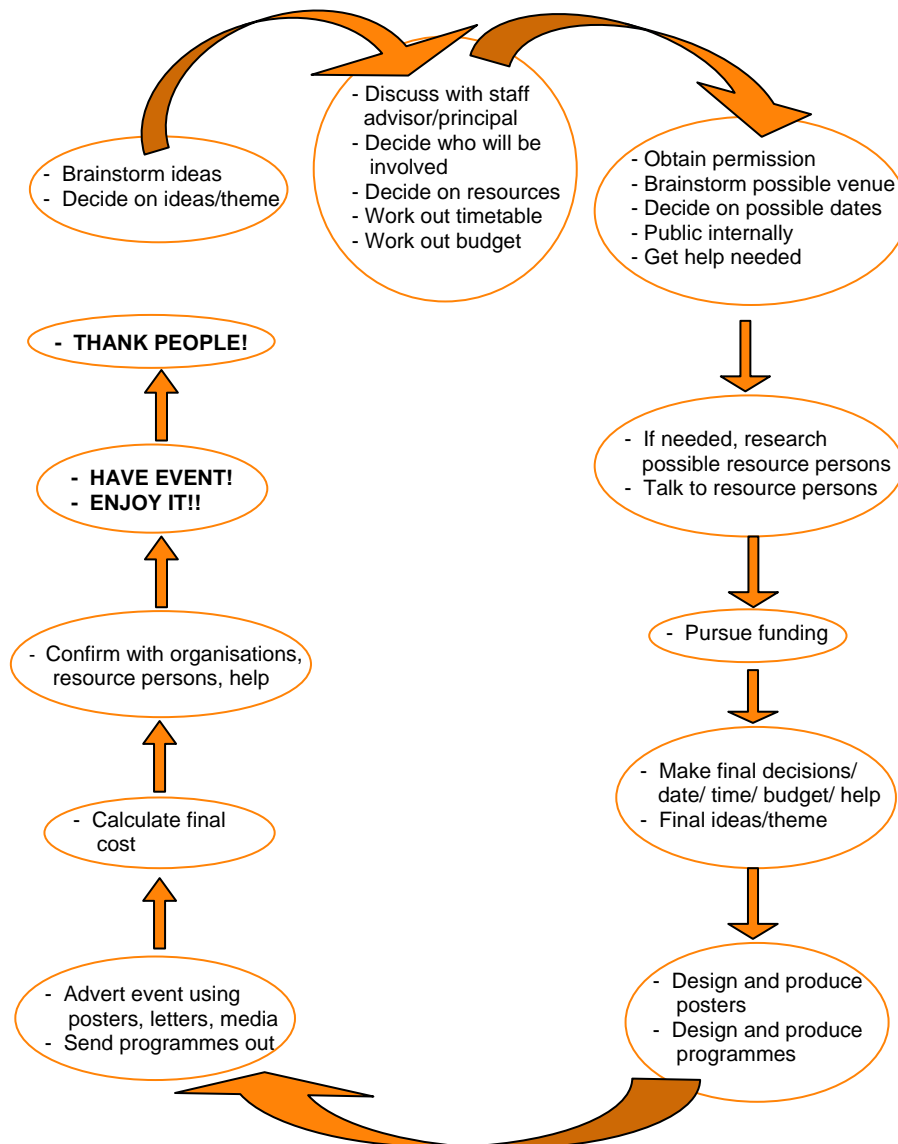 - Brainstorm ideas
- Decide on ideas/theme
- Discuss with staff
advisor/principal
- Decide who will be
involved
- Decide on resources
- Work out timetable
- Work out budget
- Obtain permission
- Brainstorm possible venue
- Decide on possible dates
- Public internally
- Get help needed
- If needed, research
possible resource persons
- Talk to resource persons
- Pursue funding
- Make final decisions/
date/ time/ budget/ help
- Final ideas/theme
- Design and produce
posters
- Design and produce
programmes
- Advert event using
posters, letters, media
- Send programmes out
- Calculate final
cost
- Confirm with organisations,
resource persons, help
- HAVE EVENT!
- ENJOY IT!!
- THANK PEOPLE!